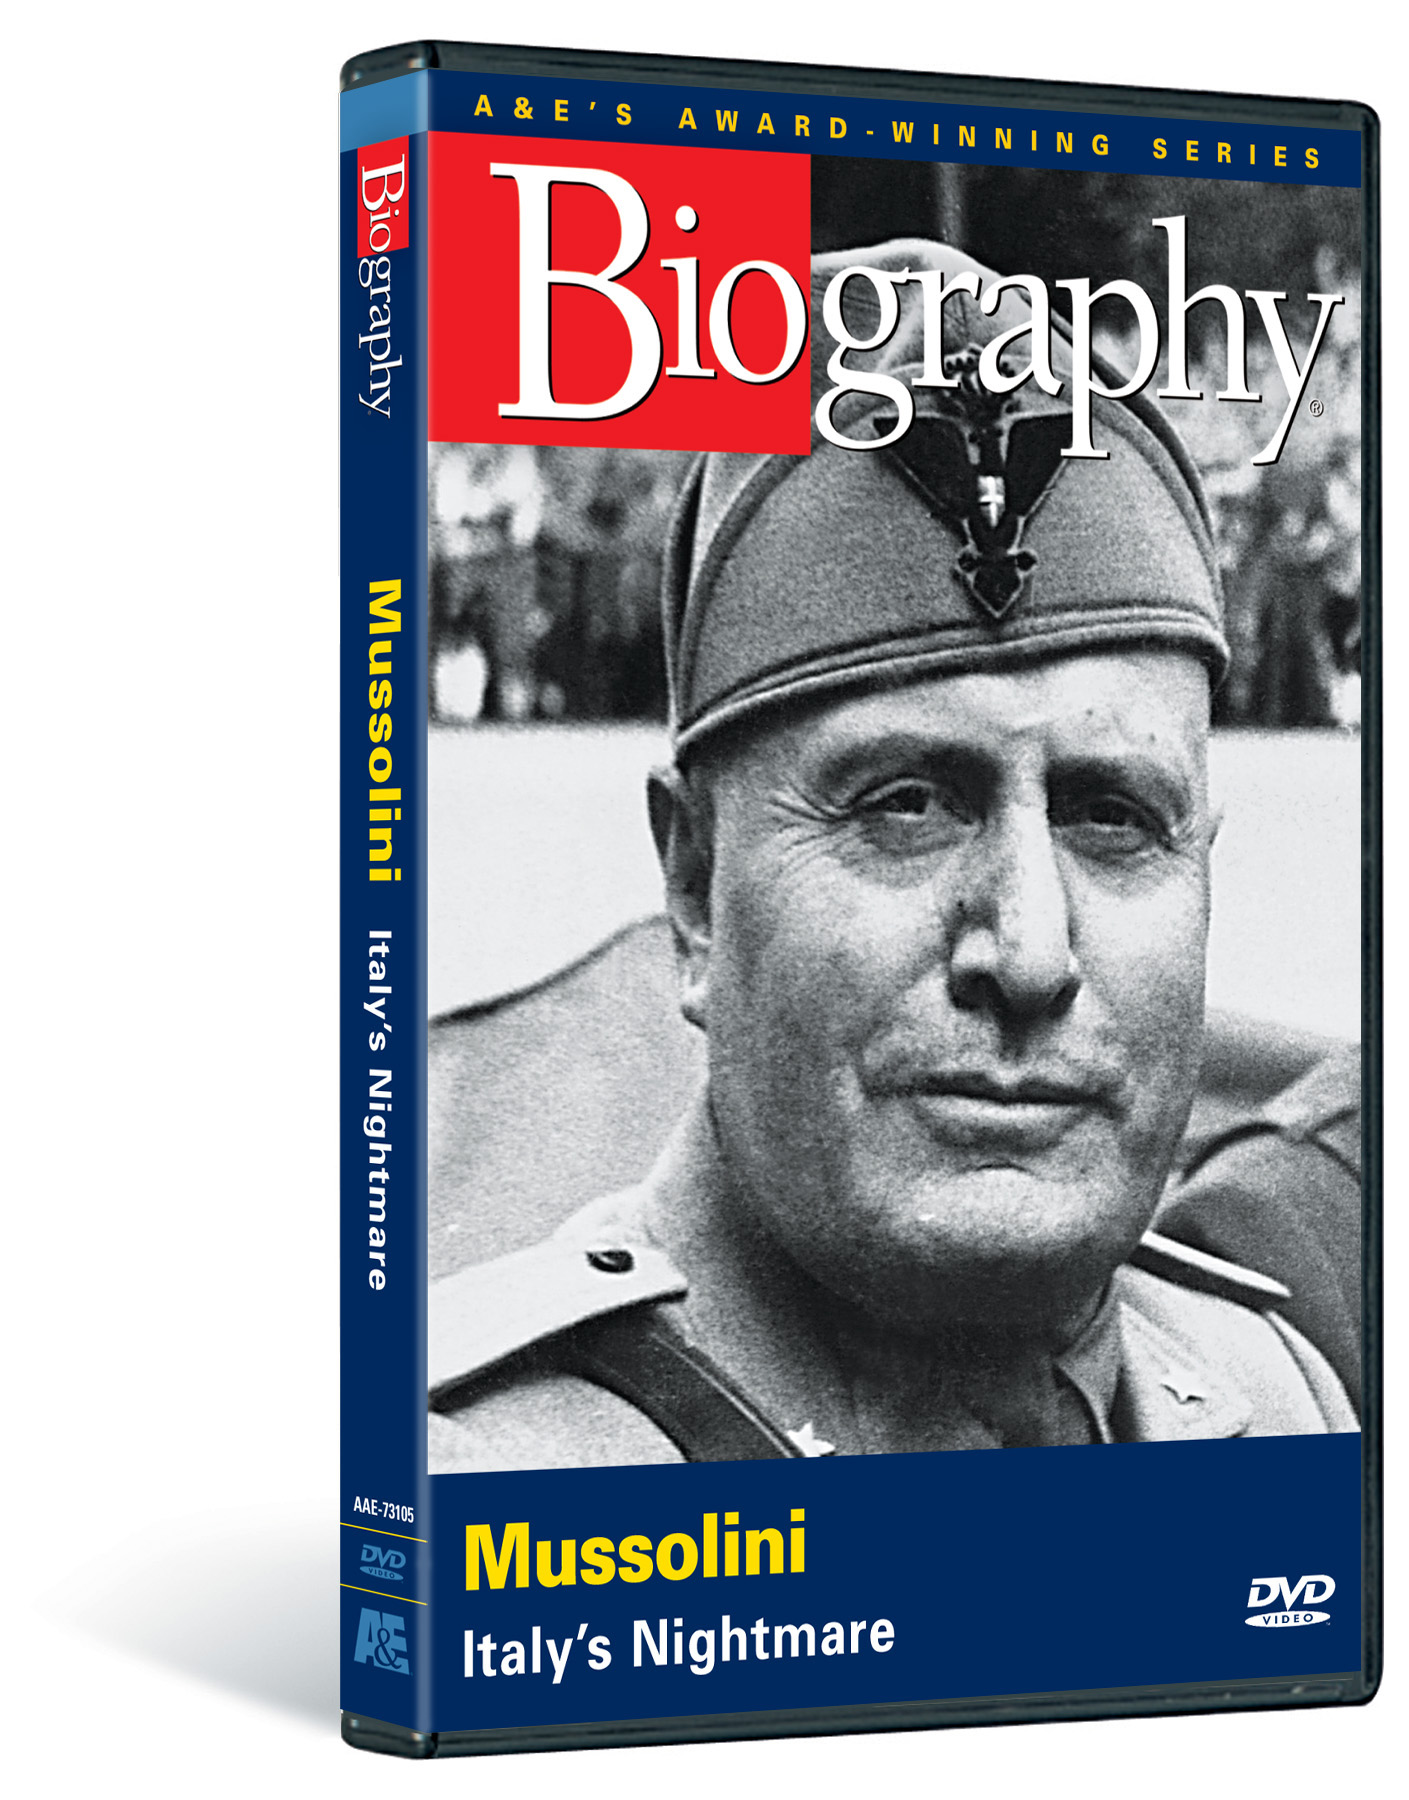 A&E'S AWARD-WINNING SERIES
Biography®
Mussolini
Italy's Nightmare
DVD
VIDEO
Biography
Mussolini Italy's Nightmare
AAE-73105
DVD
VIDEO
A&E